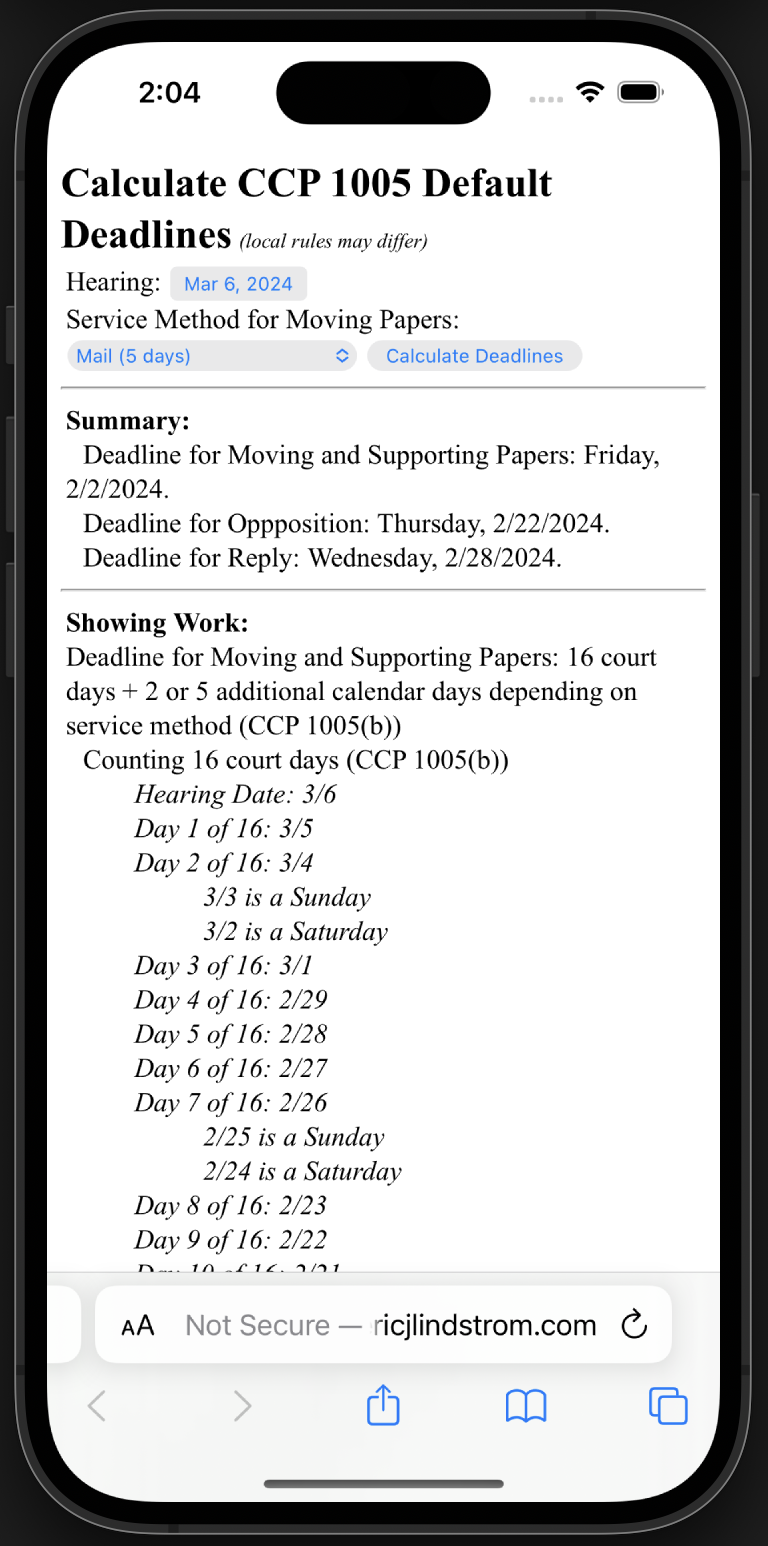 2:04
Calculate CCP 1005 Default
Deadlines (local rules may differ)
Hearing: Mar 6, 2024
Service Method for Moving Papers:
Mail (5 days) Calculate Deadlines
Summary:
Deadline for Moving and Supporting Papers: Friday,
2/2/2024.
Deadline for Oppposition: Thursday, 2/22/2024.
Deadline for Reply: Wednesday, 2/28/2024.
Showing Work:
Deadline for Moving and Supporting Papers: 16 court
days + 2 or 5 additional calendar days depending on
service method (CCP 1005(b))
Counting 16 court days (CCP 1005(b))
Hearing Date: 3/6
Day 1 of 16: 3/5
Day 2 of 16: 3/4
3/3 is a Sunday
3/2 is a Saturday
Day 3 of 16: 3/1
Day 4 of 16: 2/29
Day 5 of 16: 2/28
Day 6 of 16: 2/27
Day 7 of 16: 2/26
2/25 is a Sunday
2/24 is a Saturday
Day 8 of 16: 2/23
Day 9 of 16: 2/22
Day 10 of 16: 2/21
AA Not Secure — ricjlindstrom.com